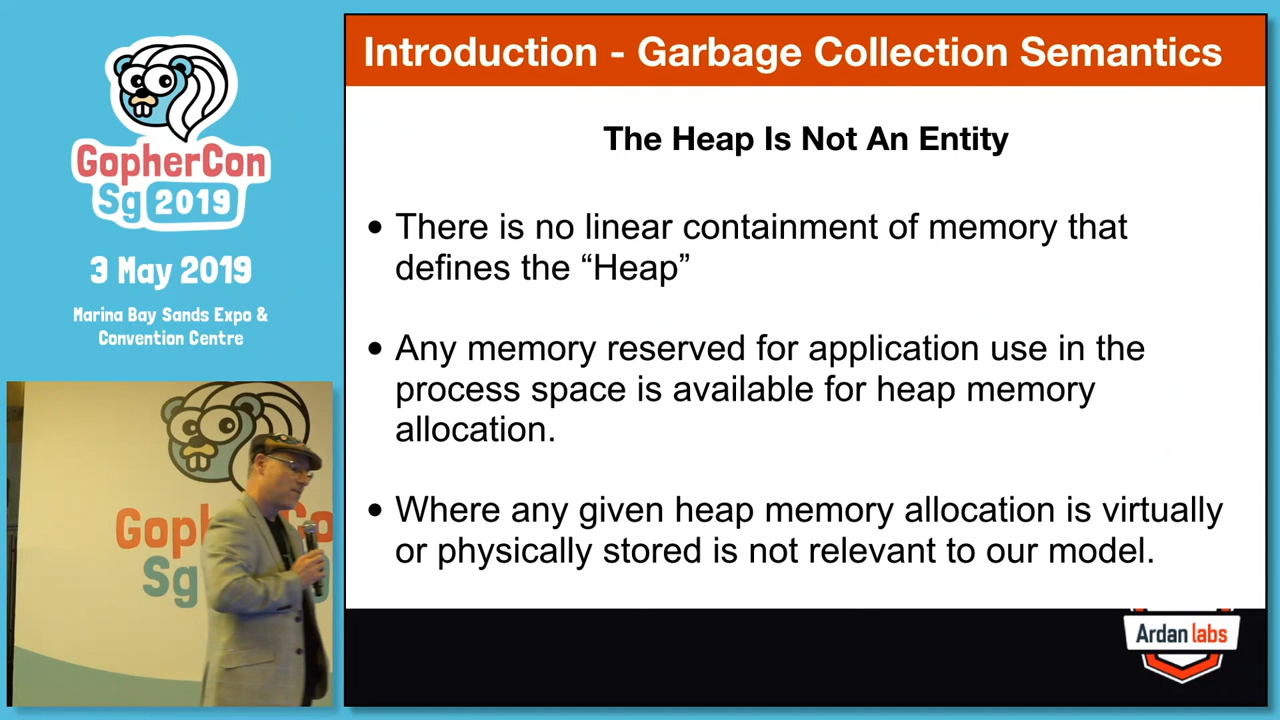 GopherCon
Sg 2019
3 May 2019
Marina Bay Sands Expo &
Convention Centre
Introduction - Garbage Collection Semantics
The Heap Is Not An Entity
• There is no linear containment of memory that
defines the “Heap”
• Any memory reserved for application use in the
process space is available for heap memory
allocation.
• Where any given heap memory allocation is virtually
or physically stored is not relevant to our model.
Ardan labs
Goph
Sg